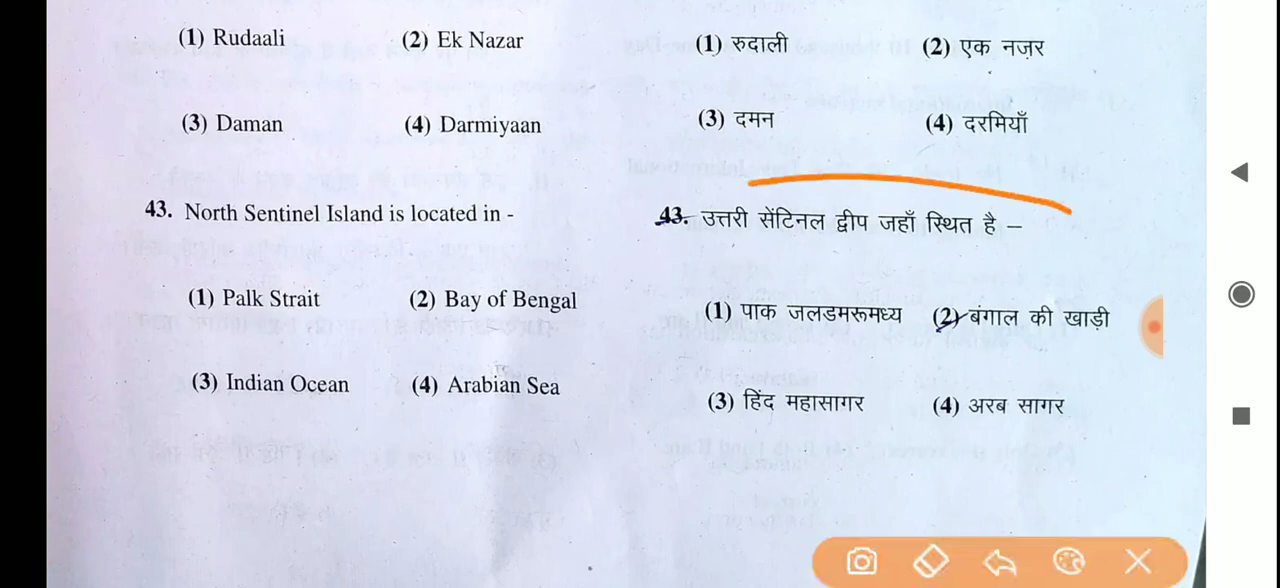 (1) Rudaali (2) Ek Nazar
(3) Daman (4) Darmiyaan
43. North Sentinel Island is located in -
(1) Palk Strait (2) Bay of Bengal
(3) Indian Ocean (4) Arabian Sea
(1) रुदाली (2) एक नज़र
(3) दमन (4) दरमियाँ
43. उत्तरी सेंटिनल द्वीप जहाँ स्थित है –
(1) पाक जलडमरूमध्य (2) बंगाल की खाड़ी
(3) हिंद महासागर (4) अरब सागर